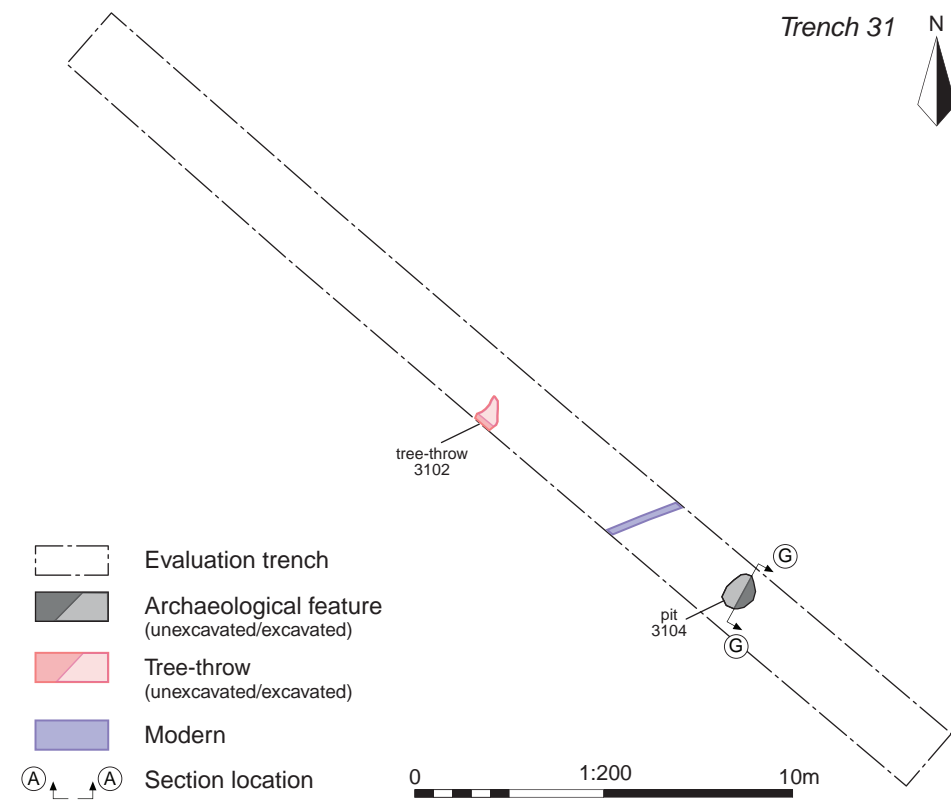 Trench 31
N
tree-throw
3102
G
pit
3104
G
Evaluation trench
Archaeological feature
(unexcavated/excavated)
Tree-throw
(unexcavated/excavated)
Modern
A A Section location
0 1:200 10m